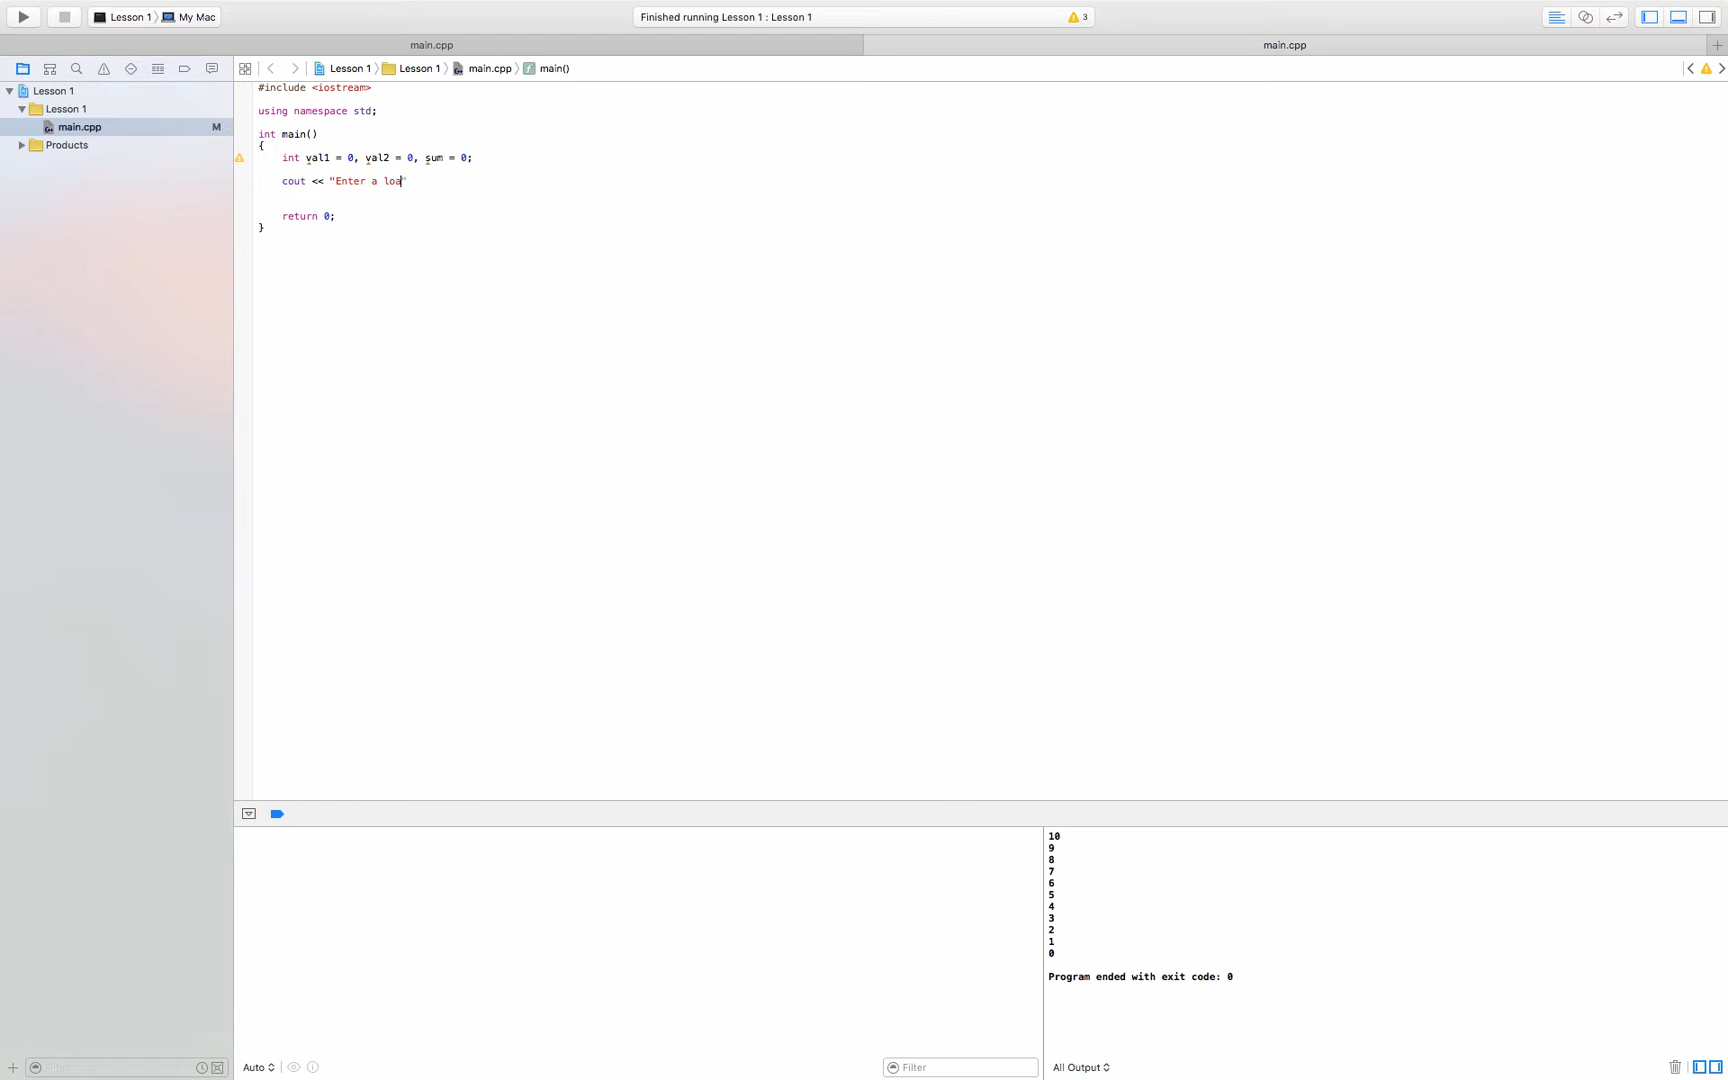 Lesson 1 My Mac Finished running Lesson 1 : Lesson 1 3
main.cpp main.cpp
Lesson 1 Lesson 1 main.cpp main()
Lesson 1
Lesson 1
main.cpp M
Products
#include <iostream>
using namespace std;
int main()
{
int val1 = 0, val2 = 0, sum = 0;
cout << "Enter a loa"
return 0;
}
10
9
8
7
6
5
4
3
2
1
0
Program ended with exit code: 0
Filter Auto Filter All Output